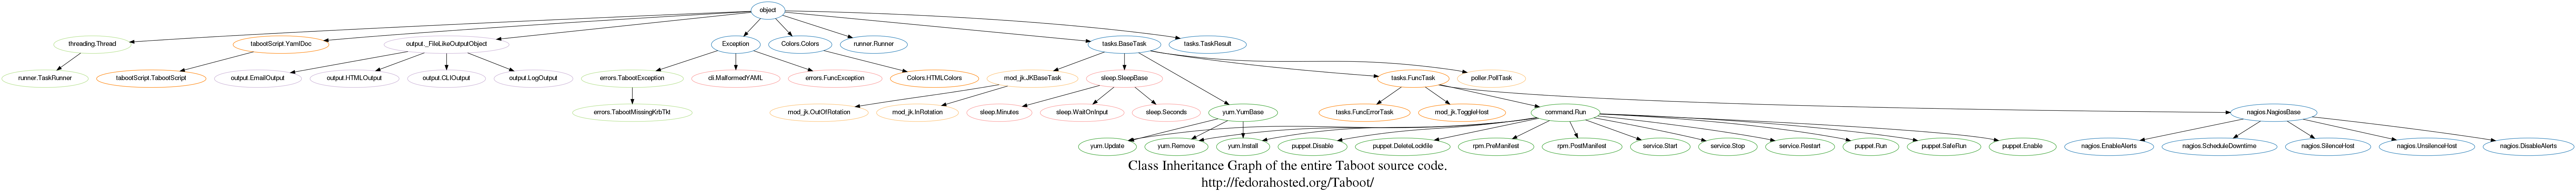 object
threading.Thread
tabootScript.YamlDoc
output._FileLikeOutputObject
Exception
Colors.Colors
runner.Runner
tasks.BaseTask
tasks.TaskResult
runner.TaskRunner
tabootScript.TabootScript
output.EmailOutput
output.HTMLOutput
output.CLIOutput
output.LogOutput
errors.TabootException
cli.MalformedYAML
errors.FuncException
Colors.HTMLColors
mod_jk.JKBaseTask
sleep.SleepBase
tasks.FuncTask
poller.PollTask
errors.TabootMissingKrbTkt
mod_jk.OutOfRotation
mod_jk.InRotation
sleep.Minutes
sleep.WaitOnInput
sleep.Seconds
yum.YumBase
tasks.FuncErrorTask
mod_jk.ToggleHost
command.Run
nagios.NagiosBase
yum.Update
yum.Remove
yum.Install
puppet.Disable
puppet.DeleteLockfile
rpm.PreManifest
rpm.PostManifest
service.Start
service.Stop
service.Restart
puppet.Run
puppet.SafeRun
puppet.Enable
nagios.EnableAlerts
nagios.ScheduleDowntime
nagios.SilenceHost
nagios.UnsilenceHost
nagios.DisableAlerts
Class Inheritance Graph of the entire Taboot source code.
http://fedorahosted.org/Taboot/